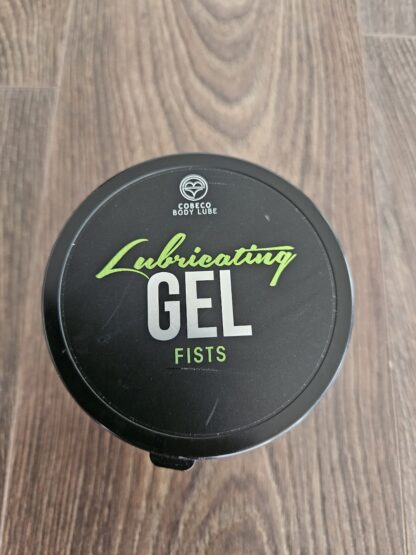 COBECO
BODY LUBE
Lubricating
GEL
FISTS